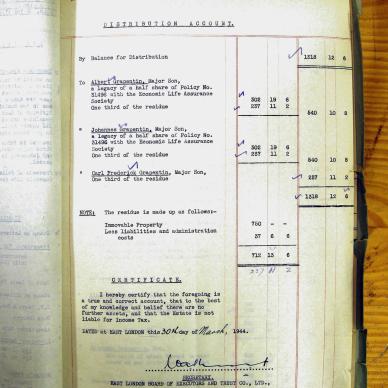 DISTRIBUTION ACCOUNT.
By Balance for Distribution 1318 12 6
To Albert Grapentin, Major Son,
a legacy of a half share of Policy No.
31496 with the Economic Life Assurance
Society 302 19 6
One third of the residue 237 11 2
540 10 8
" Johannes Grapentin, Major Son,
a legacy of a half share of Policy No.
31496 with the Economic Life Assurance
Society 302 19 6
One third of the residue 237 11 2
540 10 8
" Carl Frederick Grapentin, Major Son,
One third of the residue 237 11 2
1318 12 6
NOTE: The residue is made up as follows:-
Immovable Property 750 - -
Less liabilities and administration
costs 37 6 6
712 13 6
237 11 2
CERTIFICATE.
I hereby certify that the foregoing is
a true and correct account, that to the best
of my knowledge and belief there are no
further assets, and that the Estate is not
liable for Income Tax.
DATED at EAST LONDON this 30th day of March, 1944.
SECRETARY.
EAST LONDON BOARD OF EXECUTORS AND TRUST CO., LTD.,